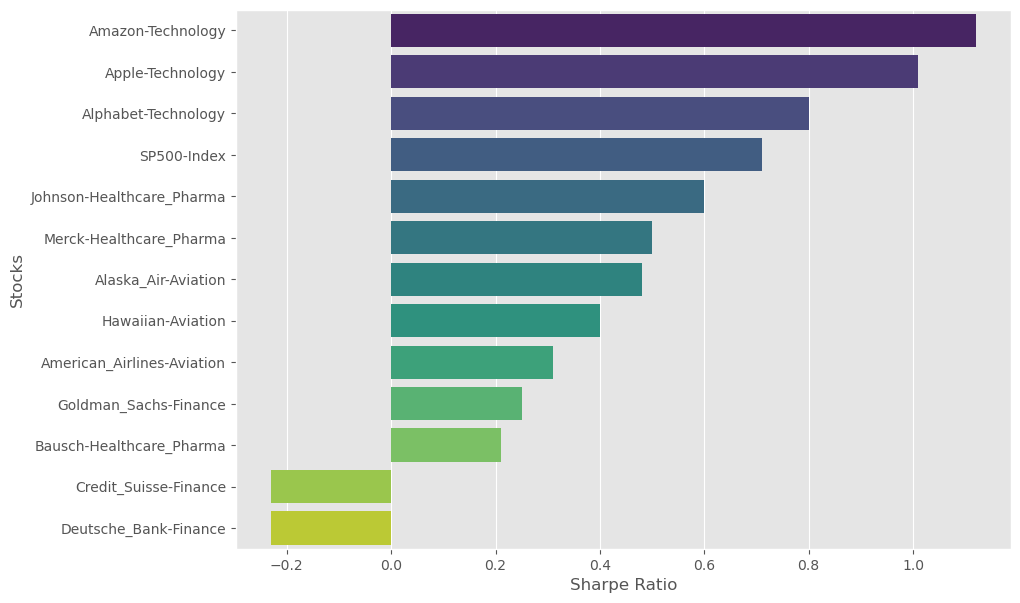 Amazon-Technology
Apple-Technology
Alphabet-Technology
SP500-Index
Johnson-Healthcare_Pharma
Merck-Healthcare_Pharma
Alaska_Air-Aviation
Hawaiian-Aviation
American_Airlines-Aviation
Goldman_Sachs-Finance
Bausch-Healthcare_Pharma
Credit_Suisse-Finance
Deutsche_Bank-Finance
Stocks
−0.2 0.0 0.2 0.4 0.6 0.8 1.0
Sharpe Ratio